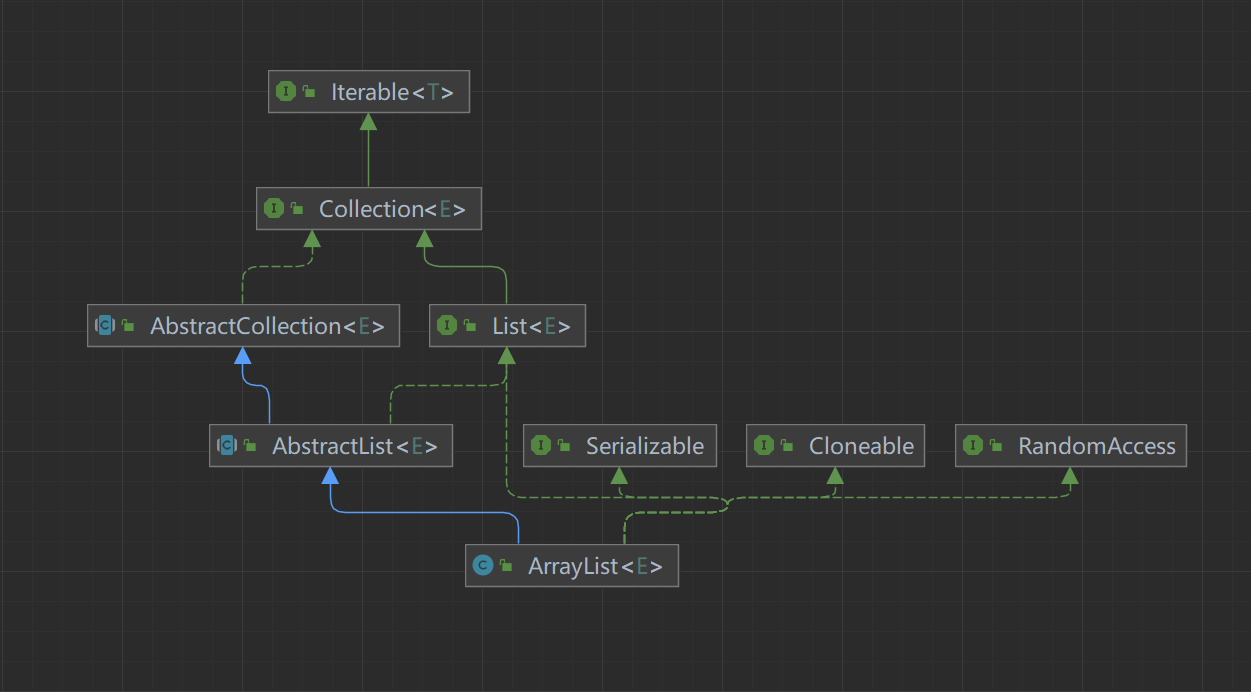 Iterable<T>
Collection<E>
AbstractCollection<E>
List<E>
AbstractList<E>
Serializable
Cloneable
RandomAccess
ArrayList<E>